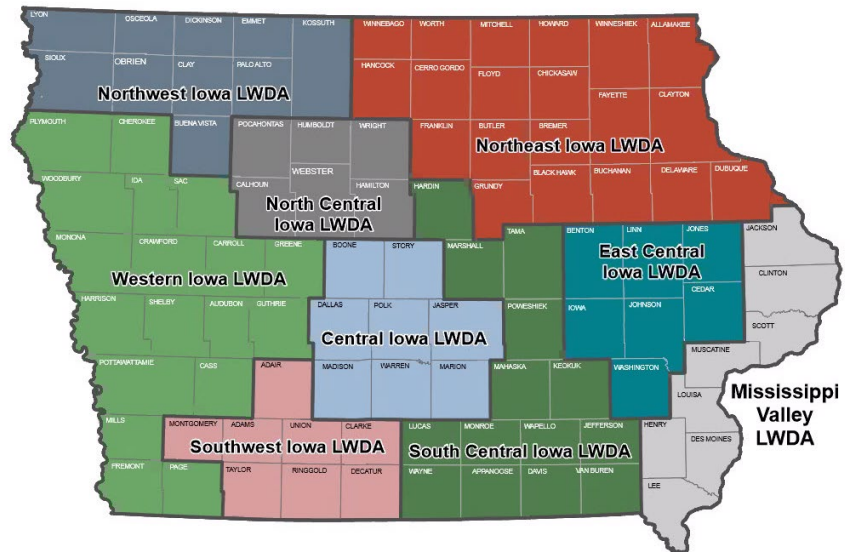 LYON
OSCEOLA
DICKINSON
EMMET
KOSSUTH
WINNEBAGO
WORTH
MITCHELL
HOWARD
WINNESHIEK
ALLAMAKEE
SIOUX
OBRIEN
CLAY
PALO ALTO
HANCOCK
CERRO GORDO
FLOYD
CHICKASAW
Northwest Iowa LWDA
FAYETTE
CLAYTON
PLYMOUTH
CHEROKEE
BUENA VISTA
POCAHONTAS
HUMBOLDT
WRIGHT
FRANKLIN
BUTLER
BREMER
Northeast Iowa LWDA
WOODBURY
IDA
SAC
CALHOUN
WEBSTER
HAMILTON
HARDIN
GRUNDY
BLACK HAWK
BUCHANAN
DELAWARE
DUBUQUE
North Central
Iowa LWDA
MONONA
CRAWFORD
CARROLL
GREENE
BOONE
STORY
MARSHALL
TAMA
BENTON
LINN
JONES
JACKSON
East Central
Iowa LWDA
Western Iowa LWDA
CLINTON
CEDAR
HARRISON
SHELBY
AUDUBON
GUTHRIE
DALLAS
POLK
JASPER
POWESHIEK
IOWA
JOHNSON
SCOTT
Central Iowa LWDA
MUSCATINE
POTTAWATTAMIE
CASS
ADAIR
MADISON
WARREN
MARION
MAHASKA
KEOKUK
WASHINGTON
LOUISA
Mississippi
Valley
LWDA
MILLS
MONTGOMERY
ADAMS
UNION
CLARKE
LUCAS
MONROE
WAPELLO
JEFFERSON
HENRY
DES MOINES
Southwest Iowa LWDA
South Central Iowa LWDA
FREMONT
PAGE
TAYLOR
RINGGOLD
DECATUR
WAYNE
APPANOOSE
DAVIS
VAN BUREN
LEE